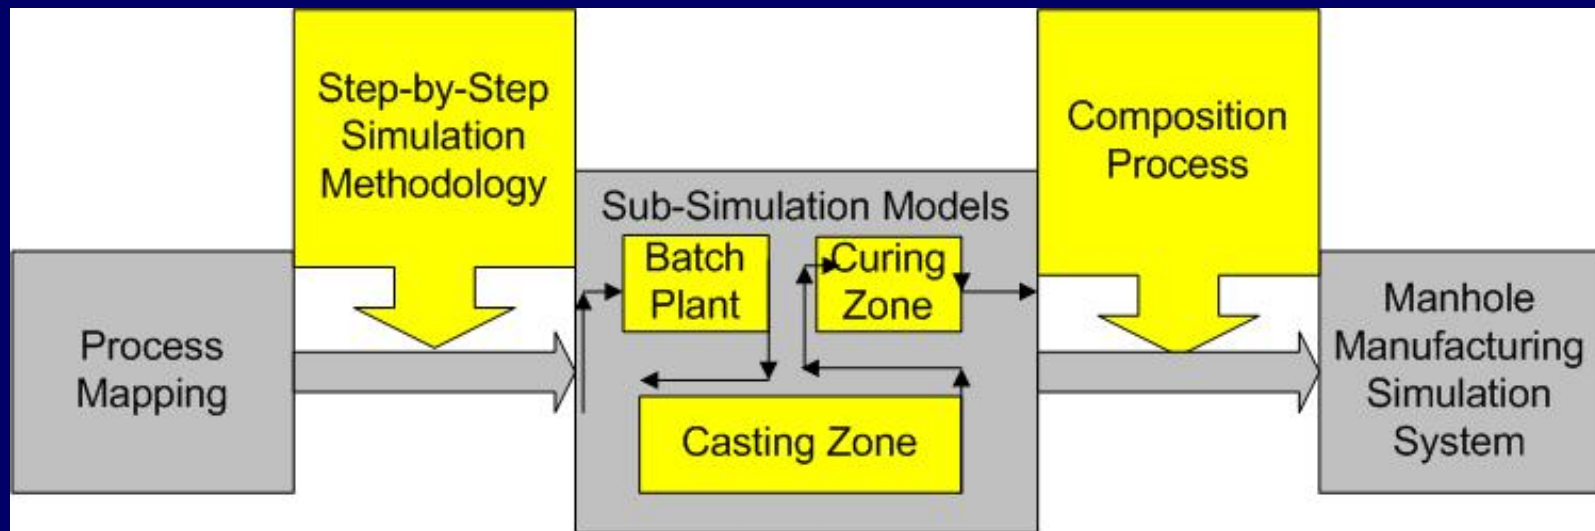 Process
Mapping
Step-by-Step
Simulation
Methodology
Sub-Simulation Models
Batch
Plant
Casting Zone
Curing
Zone
Composition
Process
Manhole
Manufacturing
Simulation
System